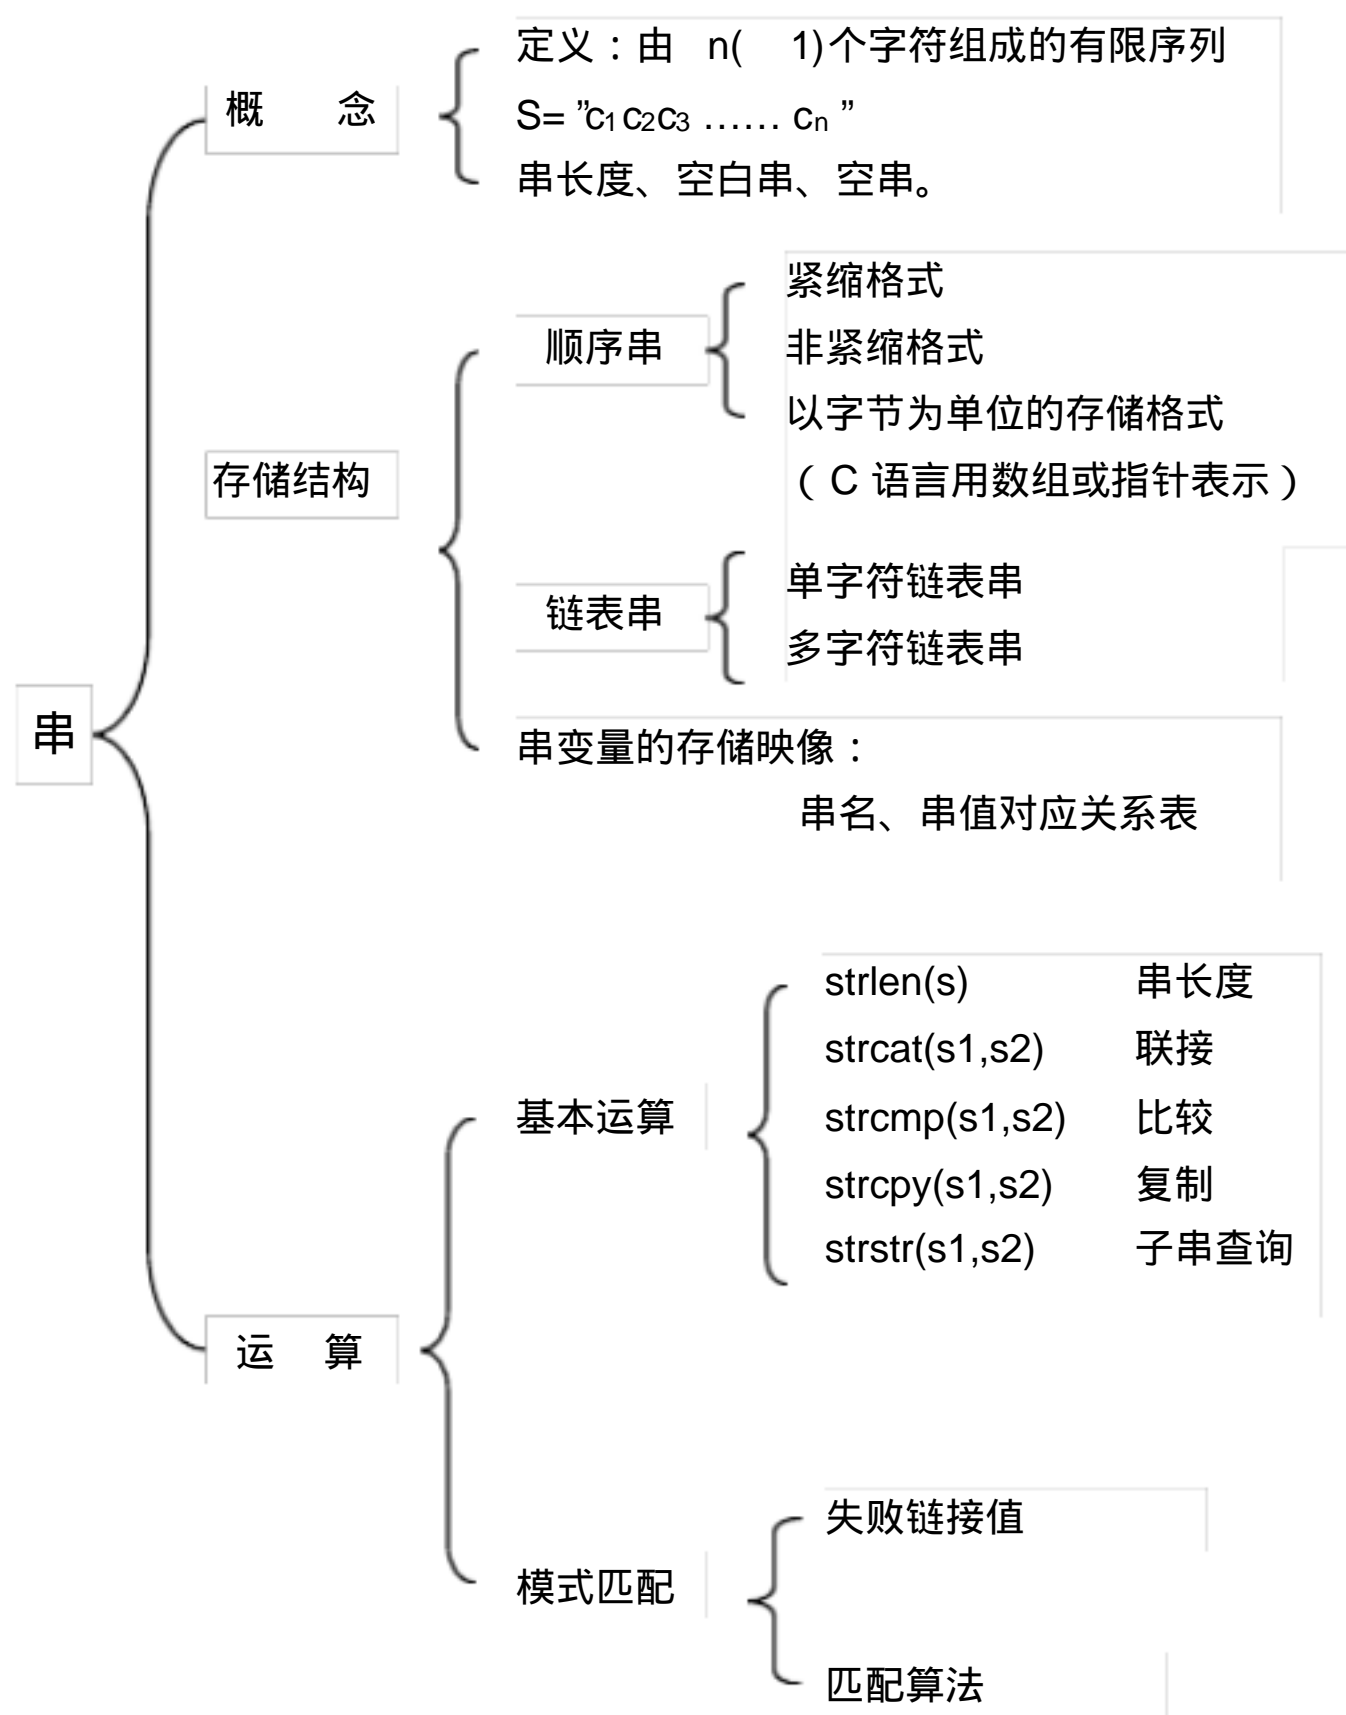 定义：由 n( 1)个字符组成的有限序列
概 念
S= ”c₁c₂c₃ …… cₙ ”
串长度、空白串、空串。
紧缩格式
顺序串
非紧缩格式
以字节为单位的存储格式
存储结构
（ C 语言用数组或指针表示）
单字符链表串
链表串
多字符链表串
串
串变量的存储映像：
串名、串值对应关系表
strlen(s) 串长度
strcat(s1,s2) 联接
基本运算
strcmp(s1,s2) 比较
strcpy(s1,s2) 复制
strstr(s1,s2) 子串查询
运 算
失败链接值
模式匹配
匹配算法